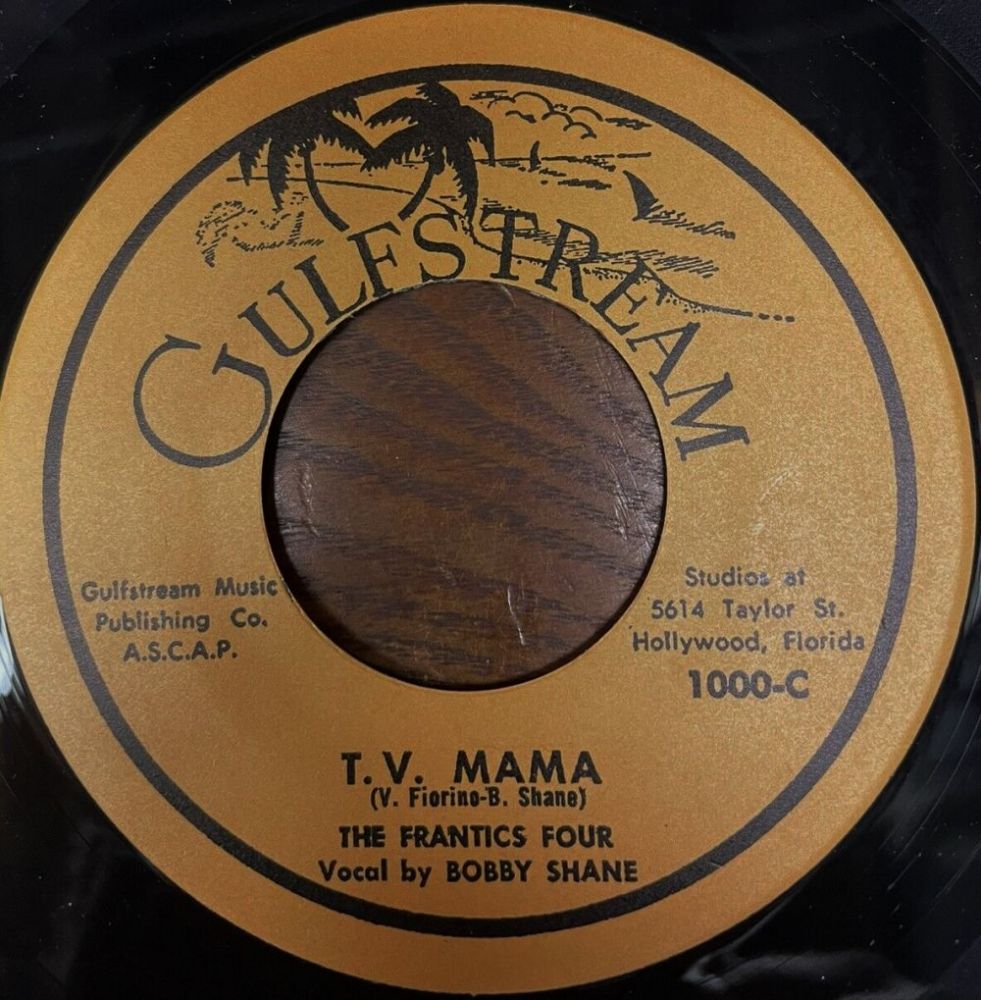 GULFSTREAM
Gulfstream Music
Publishing Co.
A.S.C.A.P.
Studios at
5614 Taylor St.
Hollywood, Florida
1000-C
T. V. MAMA
(V. Fiorino-B. Shane)
THE FRANTICS FOUR
Vocal by BOBBY SHANE